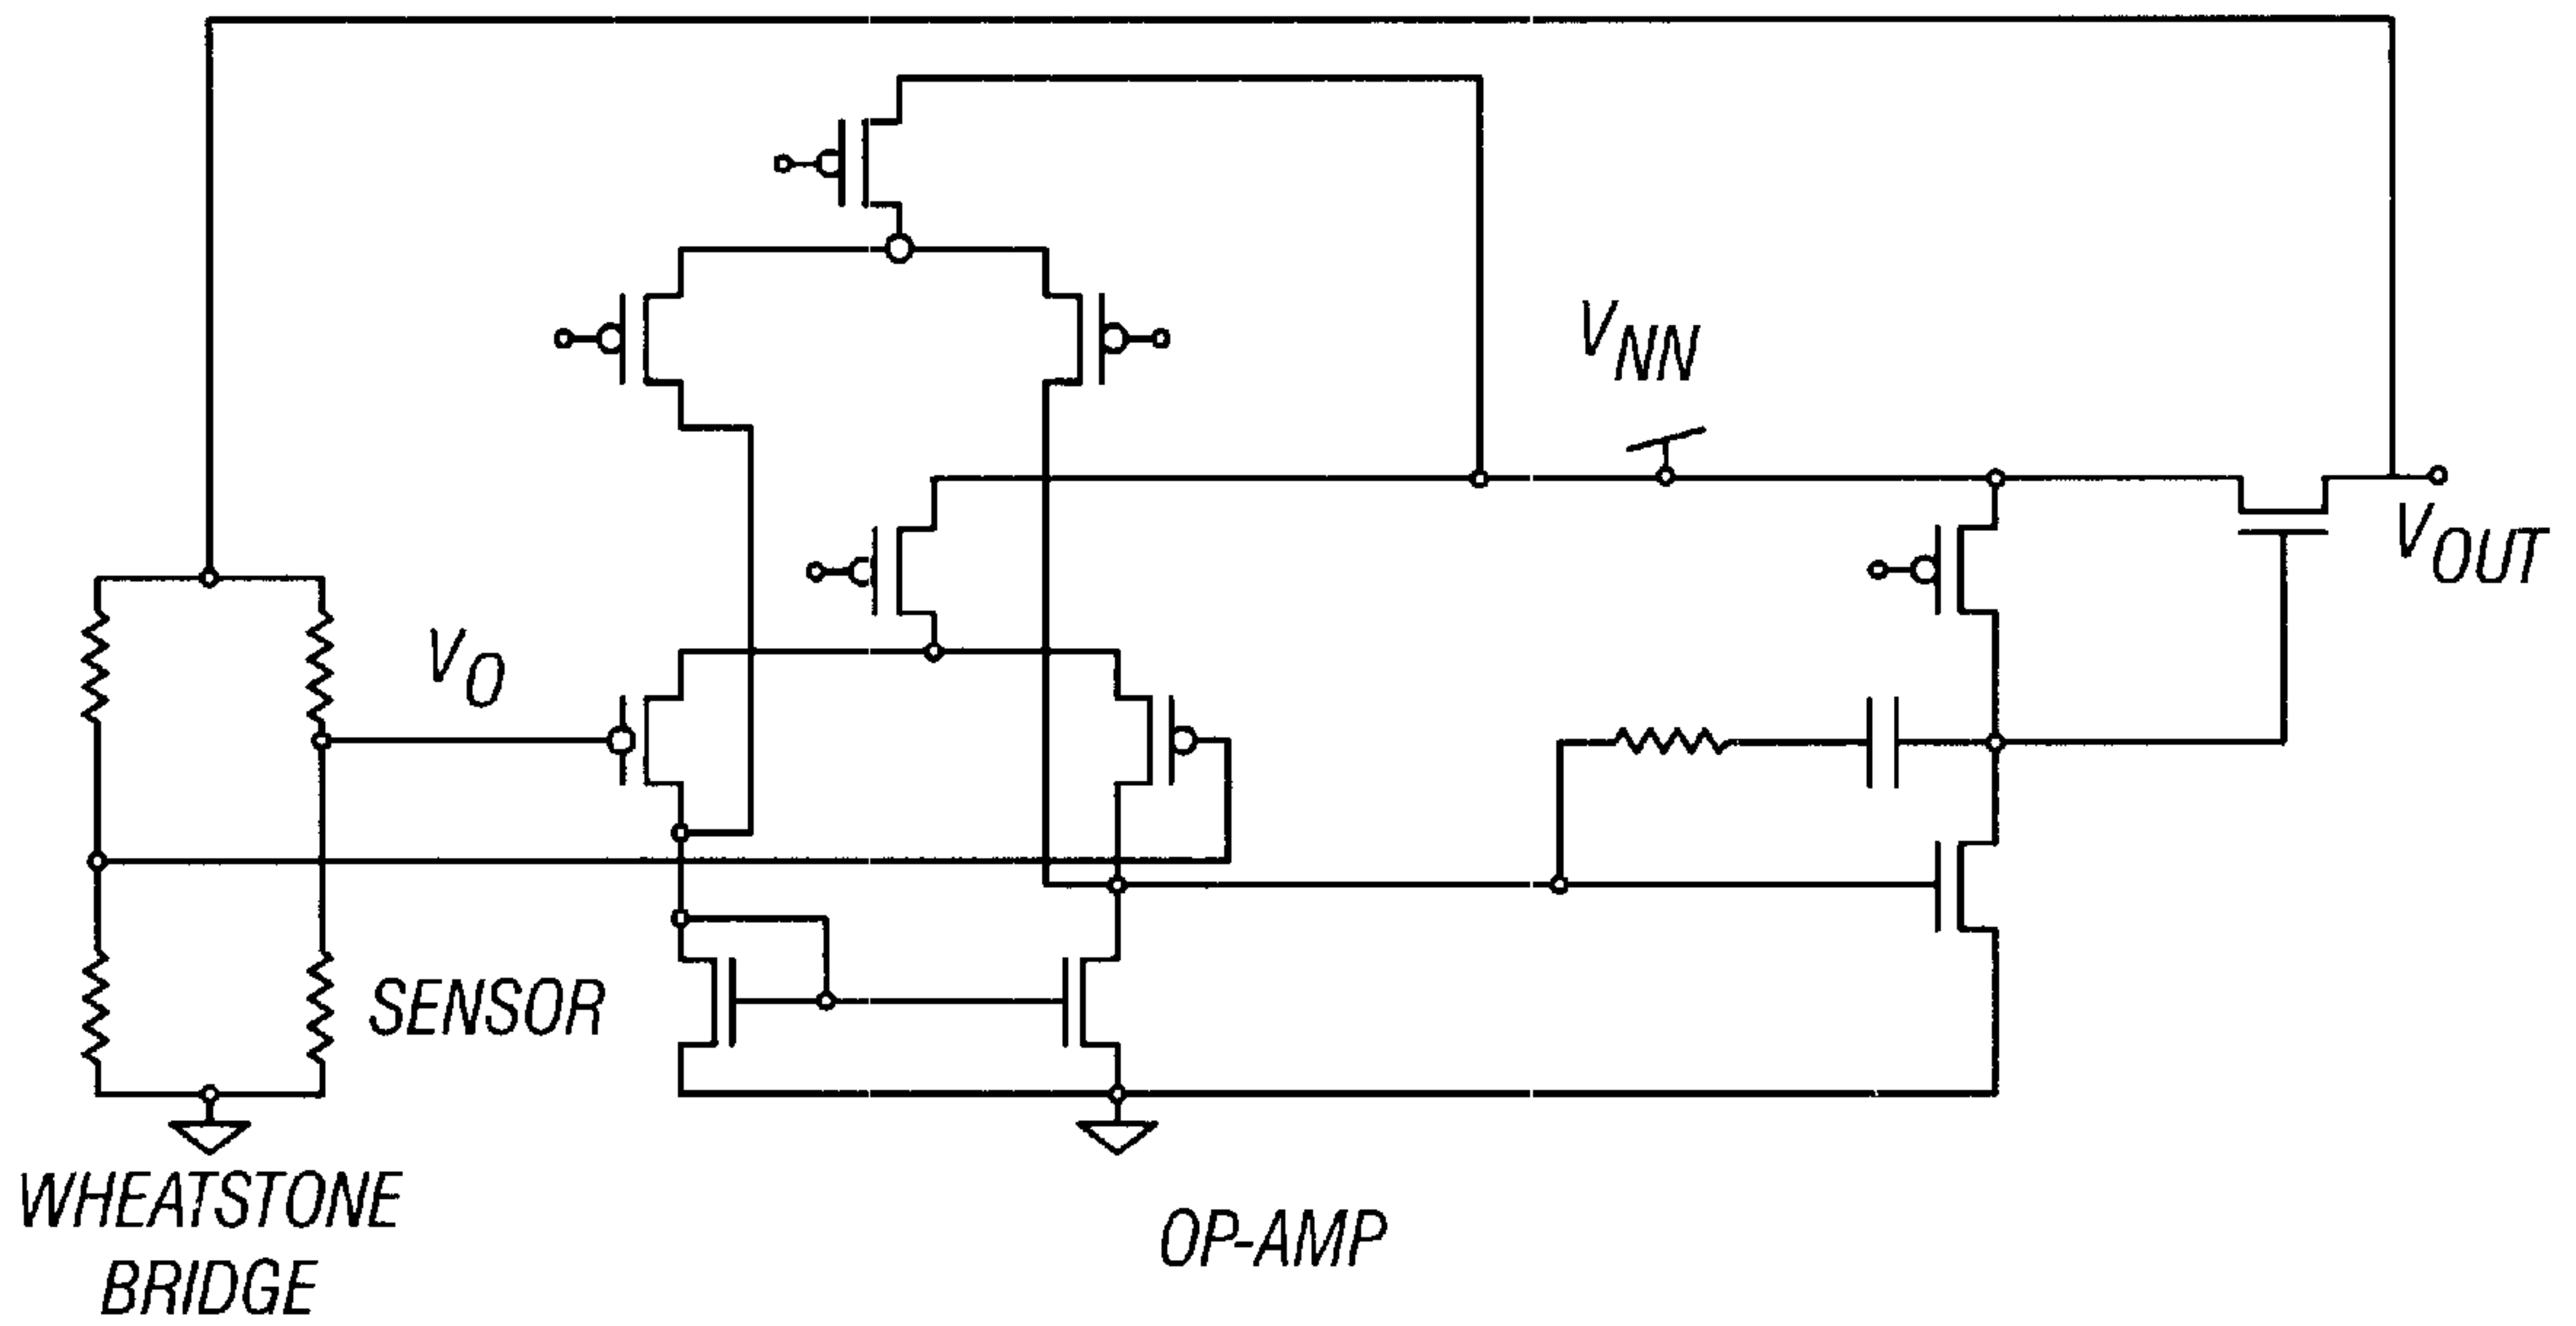 V_NN
V_OUT
V_O
SENSOR
WHEATSTONE
BRIDGE
OP-AMP